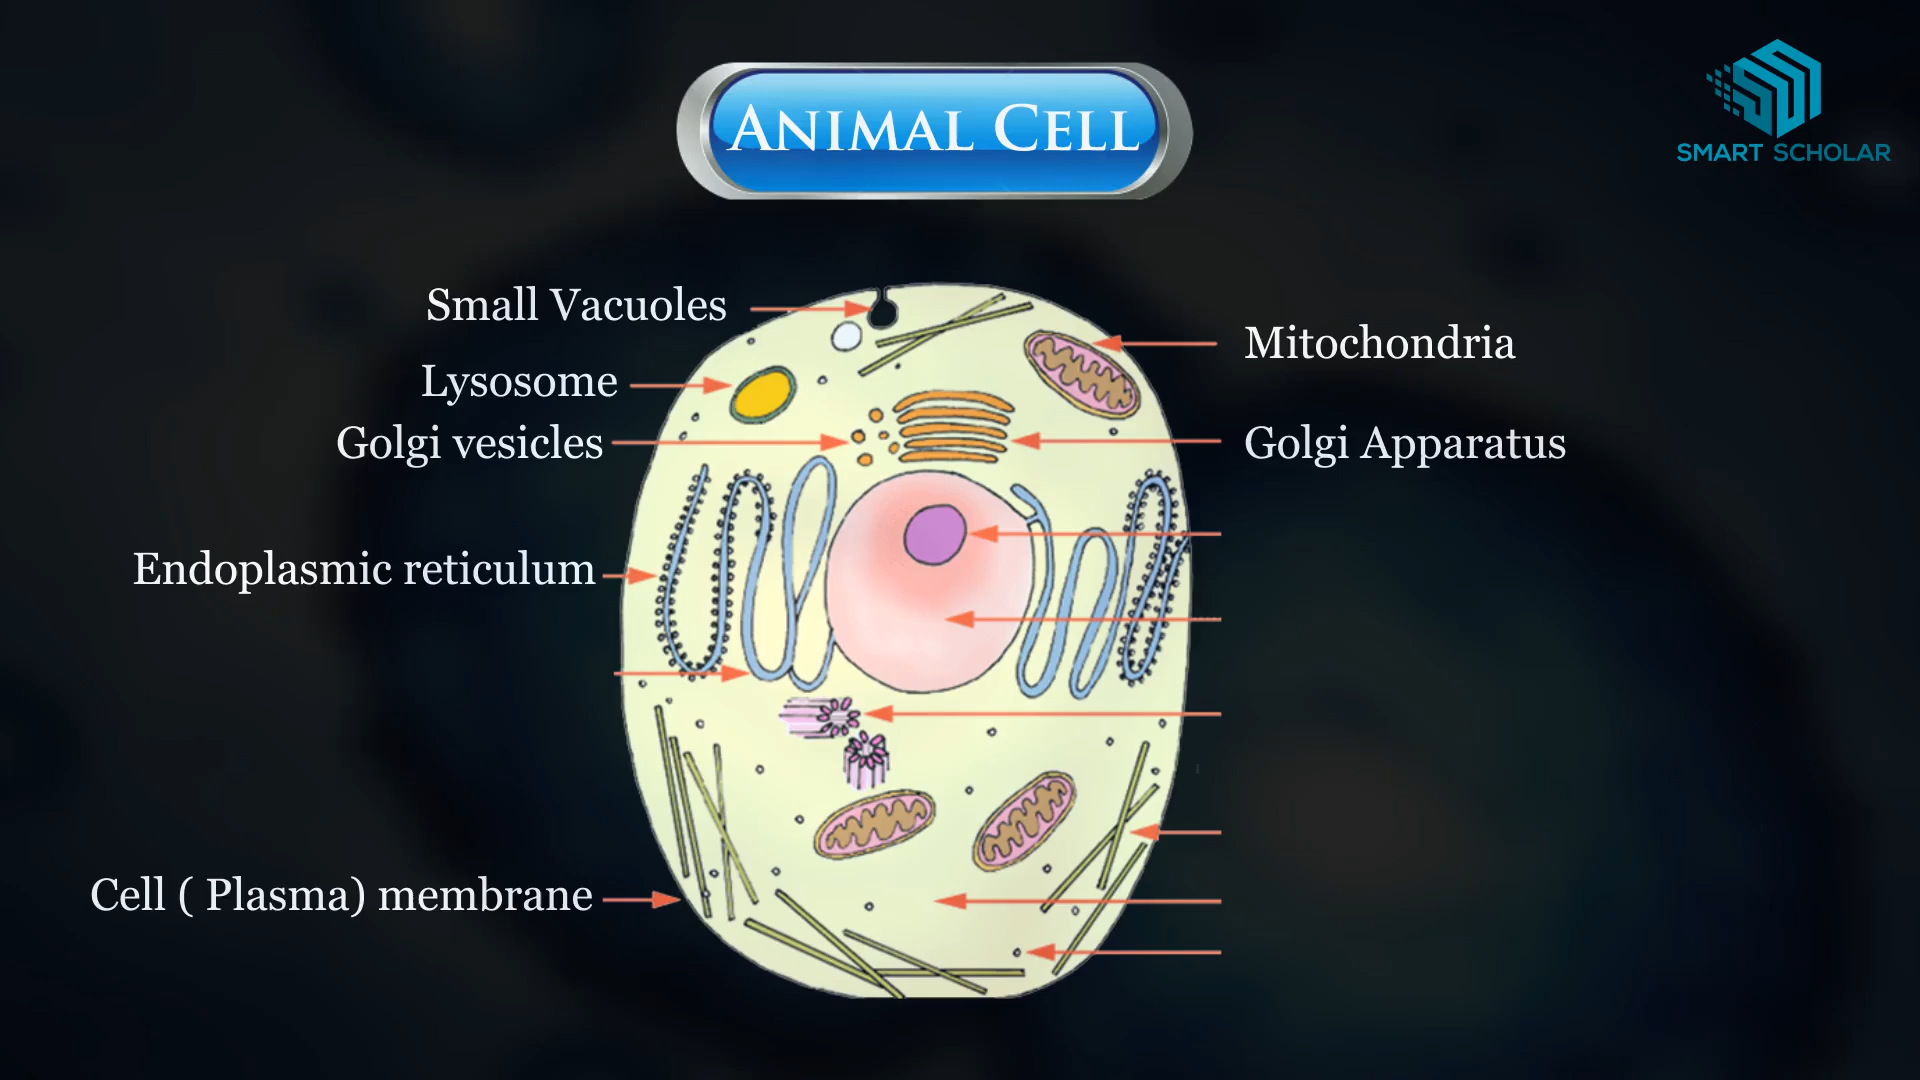 ANIMAL CELL
SMART SCHOLAR
Small Vacuoles
Mitochondria
Lysosome
Golgi vesicles
Golgi Apparatus
Endoplasmic reticulum
Cell ( Plasma) membrane